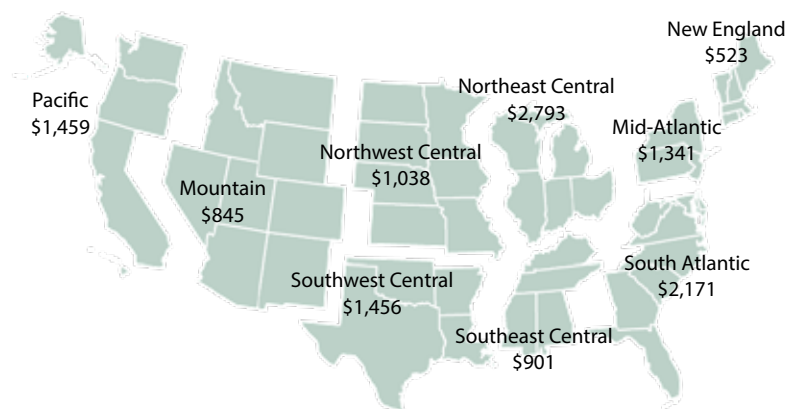 New England
$523
Northeast Central
$2,793
Pacific
$1,459
Mid-Atlantic
$1,341
Northwest Central
$1,038
Mountain
$845
South Atlantic
$2,171
Southwest Central
$1,456
Southeast Central
$901